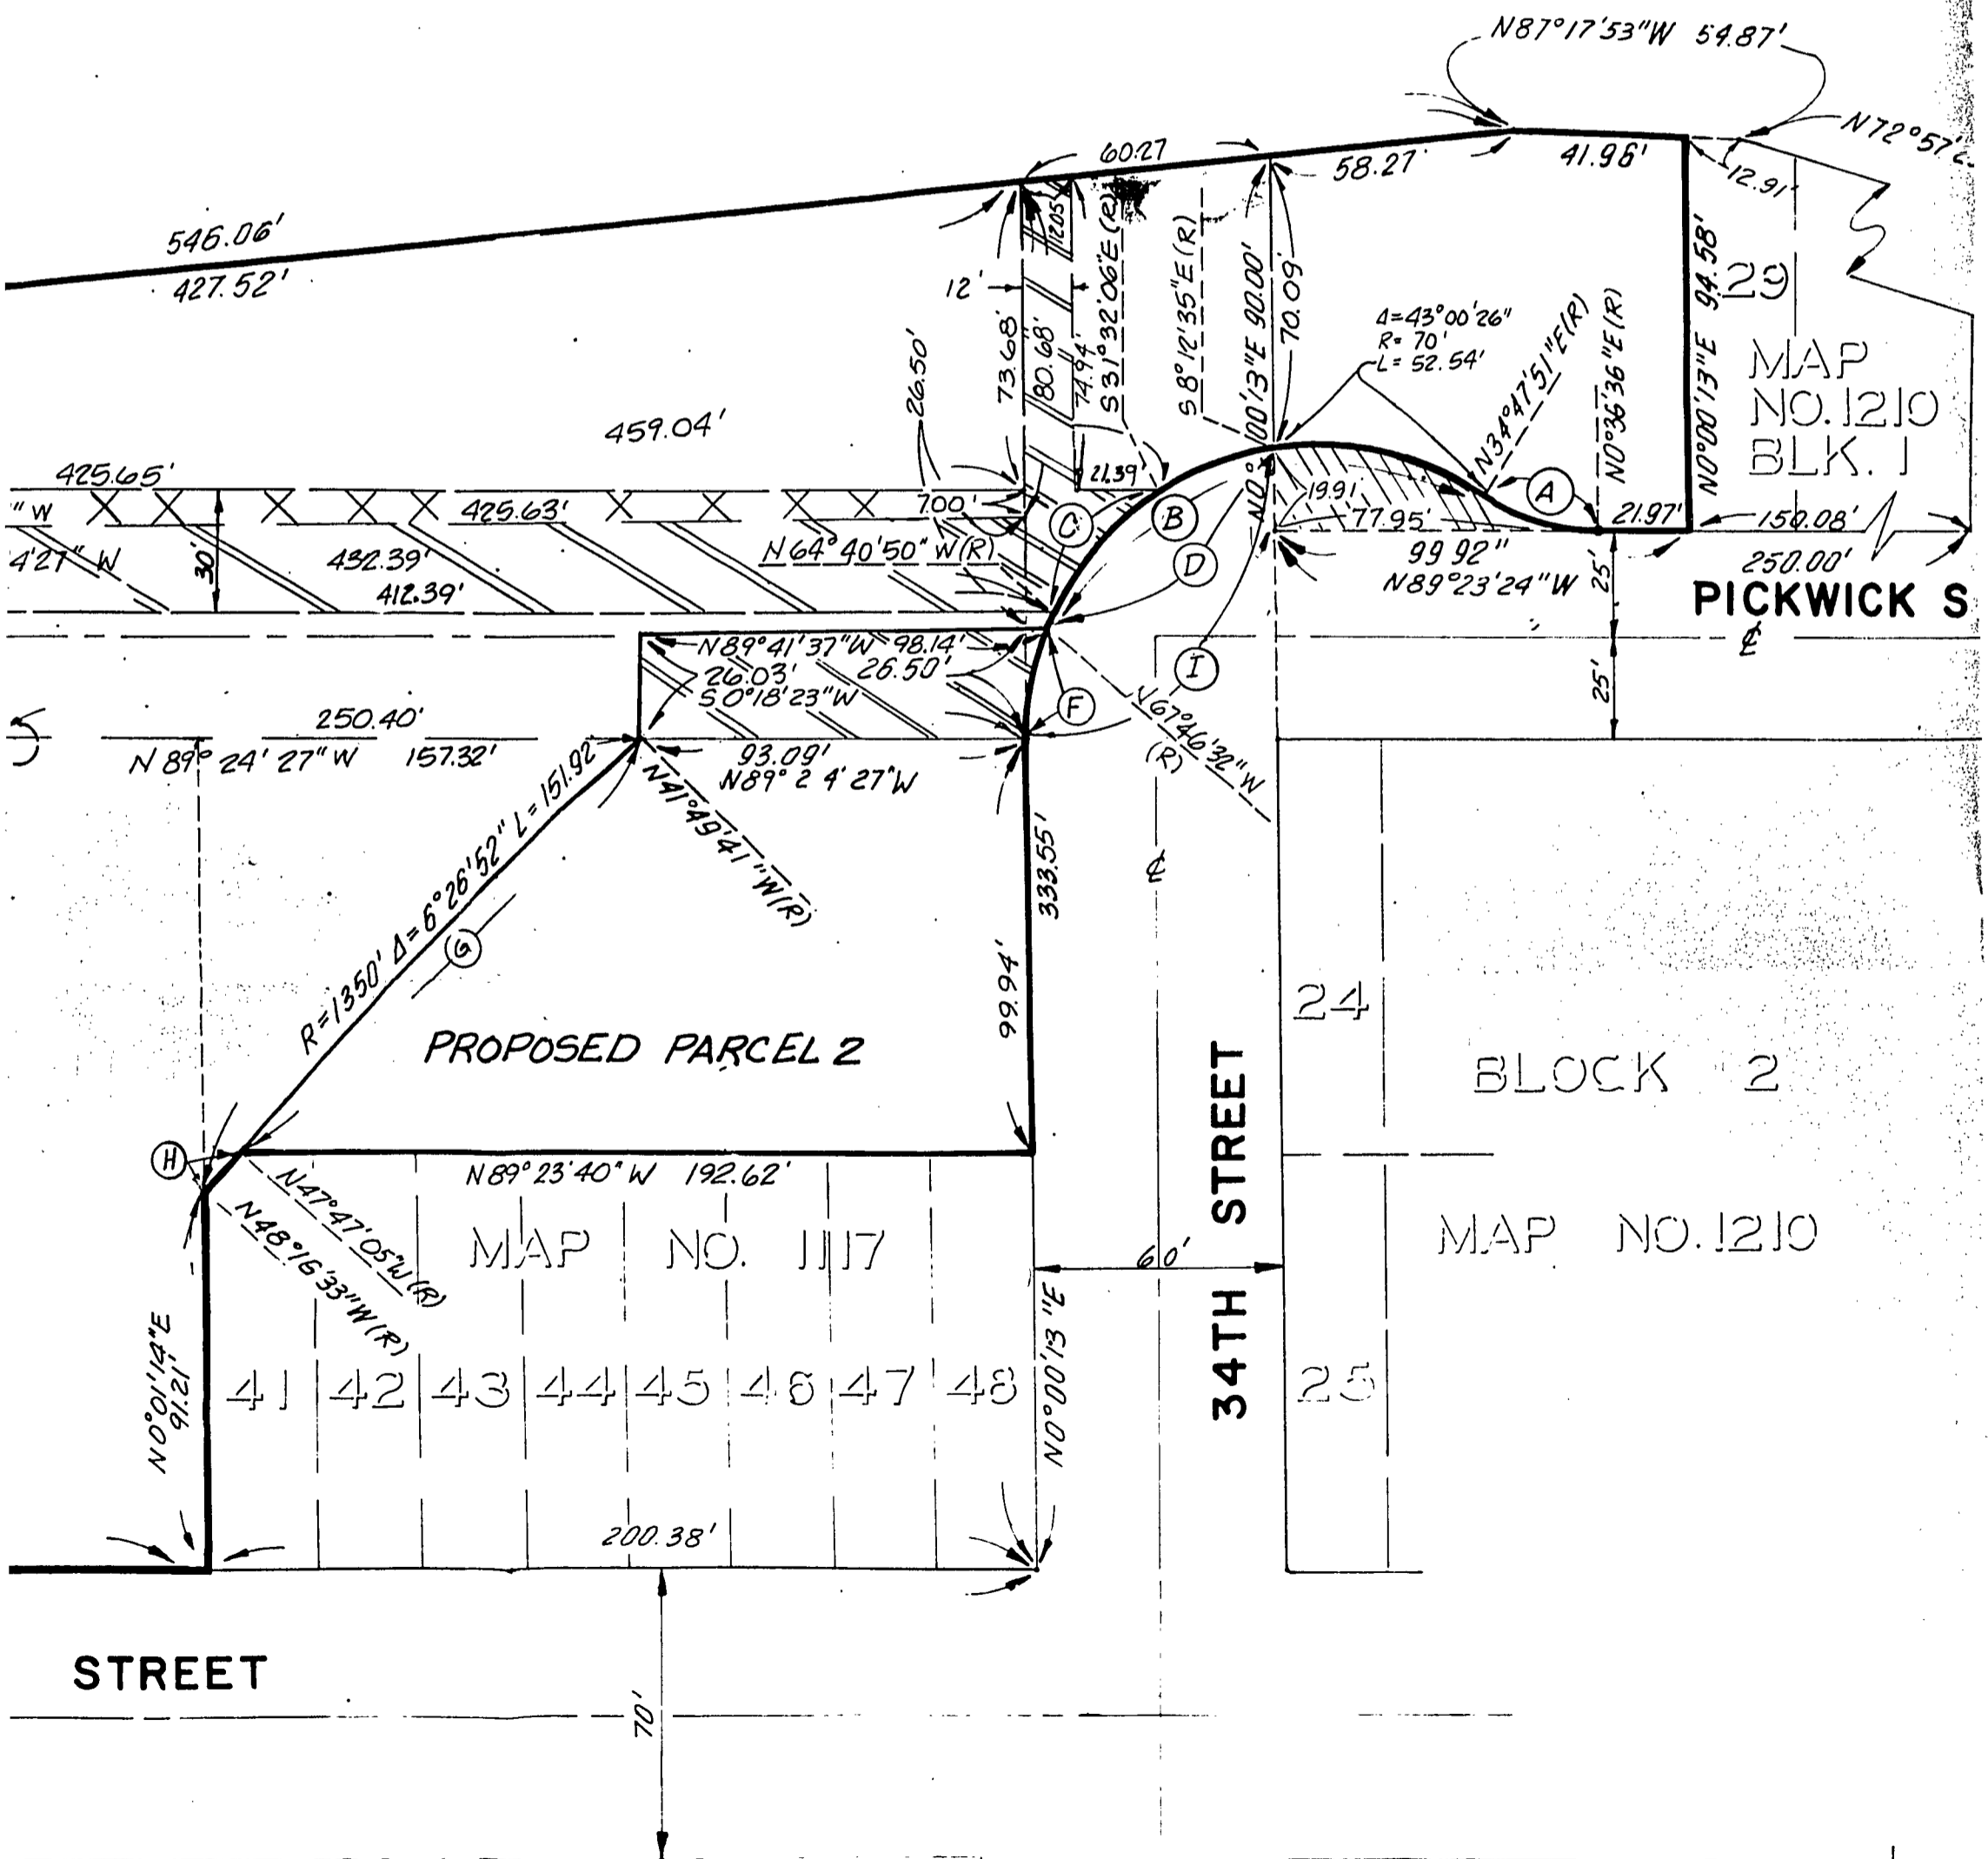 N87°17'53"W 54.87'
N72°57'
60.27
58.27'
41.96'
12.91'
546.06'
427.52'
12.05'
12'
26.50'
73.68'
80.68'
74.94'
S31°32'06"E(R)
S8°12'35"E(R)
N0°00'13"E 90.00'
70.09'
Δ=43°00'26"
R=70'
L=52.54'
N34°47'51"E(R)
N0°36'36"E(R)
N0°00'13"E 94.58'
29
MAP
NO. 1210
BLK. 1
459.04'
425.65'
425.63'
7.00'
21.39'
C
B
D
A
19.91'
77.95'
21.97'
150.08'
" W
4'27" W
30'
432.39'
412.39'
N64°40'50"W(R)
99.92"
N89°23'24"W
25'
250.00'
PICKWICK S
℄
25'
N89°41'37"W 98.14'
26.03'
26.50'
S0°18'23"W
I
F
N67°46'32"W
(R)
250.40'
N89°24'27"W 157.32'
93.09'
N89°24'27"W
N41°49'41"W(R)
R=1350' Δ=6°26'52" L=151.92'
G
333.55'
℄
99.94'
PROPOSED PARCEL 2
24
BLOCK 2
H
N89°23'40"W 192.62'
N47°47'05"W(R)
N48°16'33"W(R)
MAP NO. 1117
60'
34TH STREET
MAP NO. 1210
N0°01'14"E
91.21'
41 42 43 44 45 46 47 48
N0°00'13"E
25
200.38'
STREET
70'